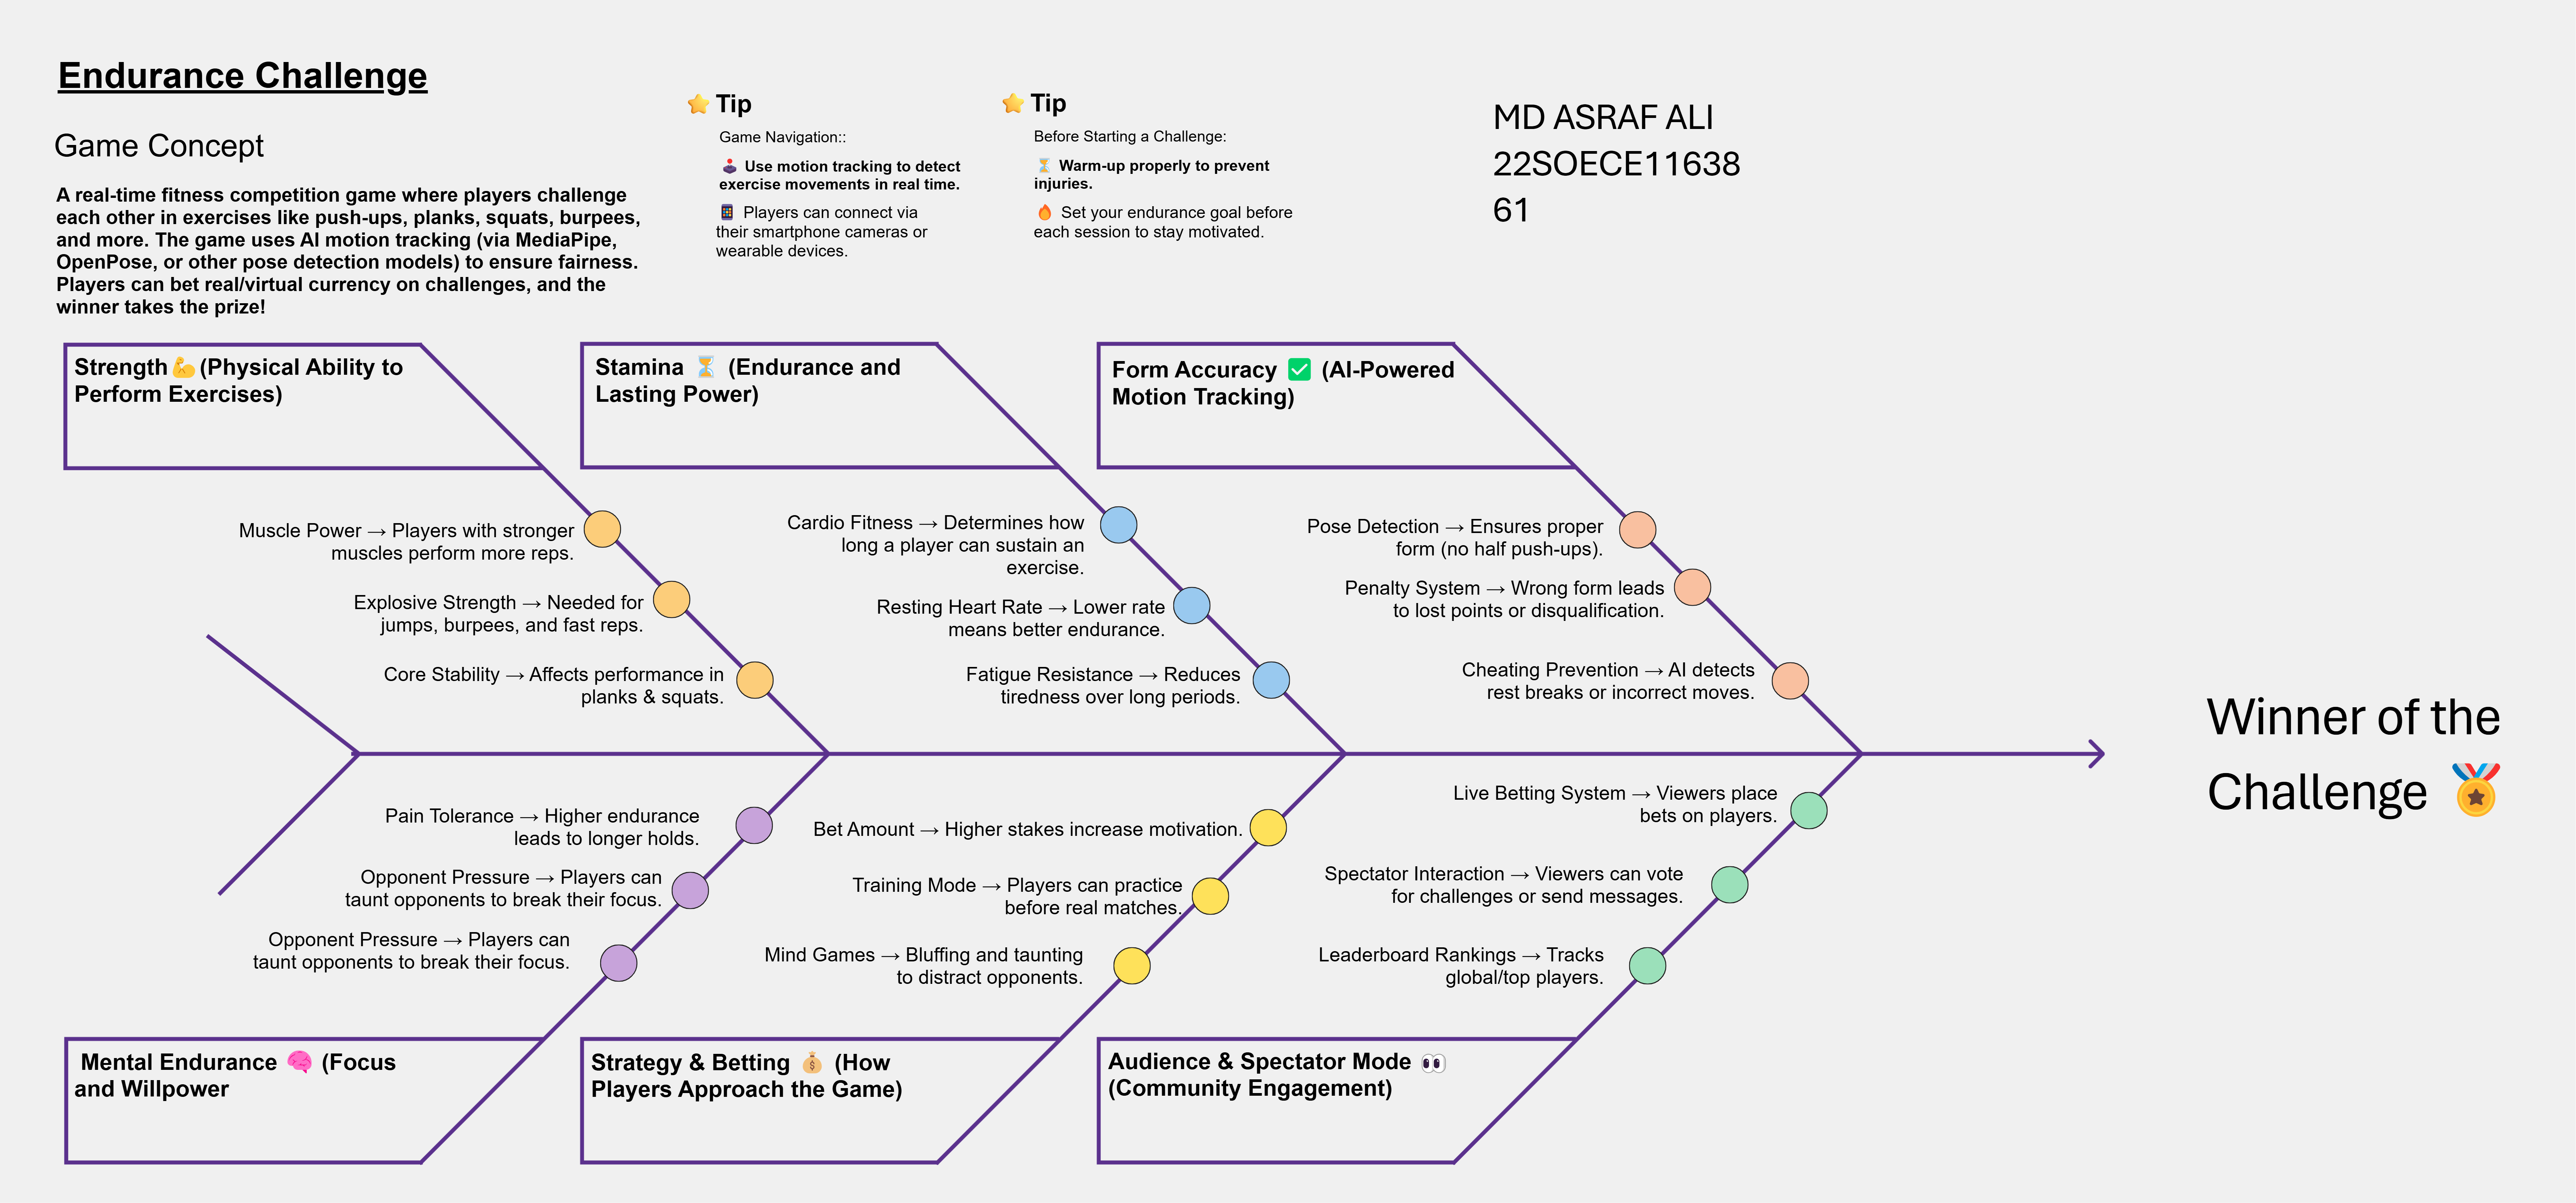 Endurance Challenge
Game Concept
A real-time fitness competition game where players challenge
each other in exercises like push-ups, planks, squats, burpees,
and more. The game uses AI motion tracking (via MediaPipe,
OpenPose, or other pose detection models) to ensure fairness.
Players can bet real/virtual currency on challenges, and the
winner takes the prize!
⭐ Tip
Game Navigation::
🕹️ Use motion tracking to detect
exercise movements in real time.
📱 Players can connect via
their smartphone cameras or
wearable devices.
⭐ Tip
Before Starting a Challenge:
⏳ Warm-up properly to prevent
injuries.
🔥 Set your endurance goal before
each session to stay motivated.
MD ASRAF ALI
22SOECE11638
61
Strength💪(Physical Ability to
Perform Exercises)
Muscle Power → Players with stronger
muscles perform more reps.
Explosive Strength → Needed for
jumps, burpees, and fast reps.
Core Stability → Affects performance in
planks & squats.
Stamina ⏳ (Endurance and
Lasting Power)
Cardio Fitness → Determines how
long a player can sustain an
exercise.
Resting Heart Rate → Lower rate
means better endurance.
Fatigue Resistance → Reduces
tiredness over long periods.
Form Accuracy ✅ (AI-Powered
Motion Tracking)
Pose Detection → Ensures proper
form (no half push-ups).
Penalty System → Wrong form leads
to lost points or disqualification.
Cheating Prevention → AI detects
rest breaks or incorrect moves.
Winner of the
Challenge 🏅
Pain Tolerance → Higher endurance
leads to longer holds.
Opponent Pressure → Players can
taunt opponents to break their focus.
Opponent Pressure → Players can
taunt opponents to break their focus.
Mental Endurance 🧠 (Focus
and Willpower
Bet Amount → Higher stakes increase motivation.
Training Mode → Players can practice
before real matches.
Mind Games → Bluffing and taunting
to distract opponents.
Strategy & Betting 💰 (How
Players Approach the Game)
Live Betting System → Viewers place
bets on players.
Spectator Interaction → Viewers can vote
for challenges or send messages.
Leaderboard Rankings → Tracks
global/top players.
Audience & Spectator Mode 👀
(Community Engagement)